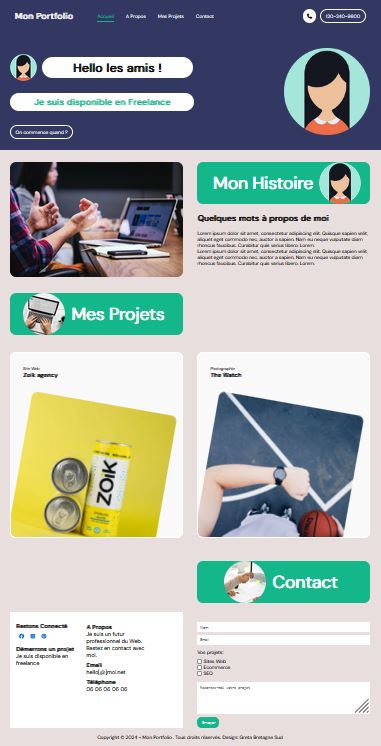 Mon Portfolio
Accueil
A Propos
Mes Projets
Contact
130-240-9800
Hello les amis !
Je suis disponible en Freelance
On commence quand ?
Mon Histoire
Quelques mots à propos de moi
Lorem ipsum dolor sit amet, consectetur adipiscing elit. Quisque sapien velit,
aliquet eget commodo nec, auctor a sapien. Nam eu neque vulputate diam
rhoncus faucibus. Curabitur quis varius libero. Lorem.
Lorem ipsum dolor sit amet, consectetur adipiscing elit. Quisque sapien velit,
aliquet eget commodo nec, auctor a sapien. Nam eu neque vulputate diam
rhoncus faucibus. Curabitur quis varius libero. Lorem.
Mes Projets
Site Web
Zoik agency
ZOIK
Photographie
The Watch
Contact
Restons Connecté
Démarrons un projet
Je suis disponible en
freelance
A Propos
Je suis un futur
professionnel du Web.
Restez en contact avec
moi.
Email
hello[@]moi.net
Téléphone
06 06 06 06 06
Nom
Email
Vos projets:
Sites Web
Ecommerce
SEO
Racontez-moi votre projet
Envoyer
Copyright © 2024 - Mon Portfolio . Tous droits réservés. Design: Greta Bretagne Sud